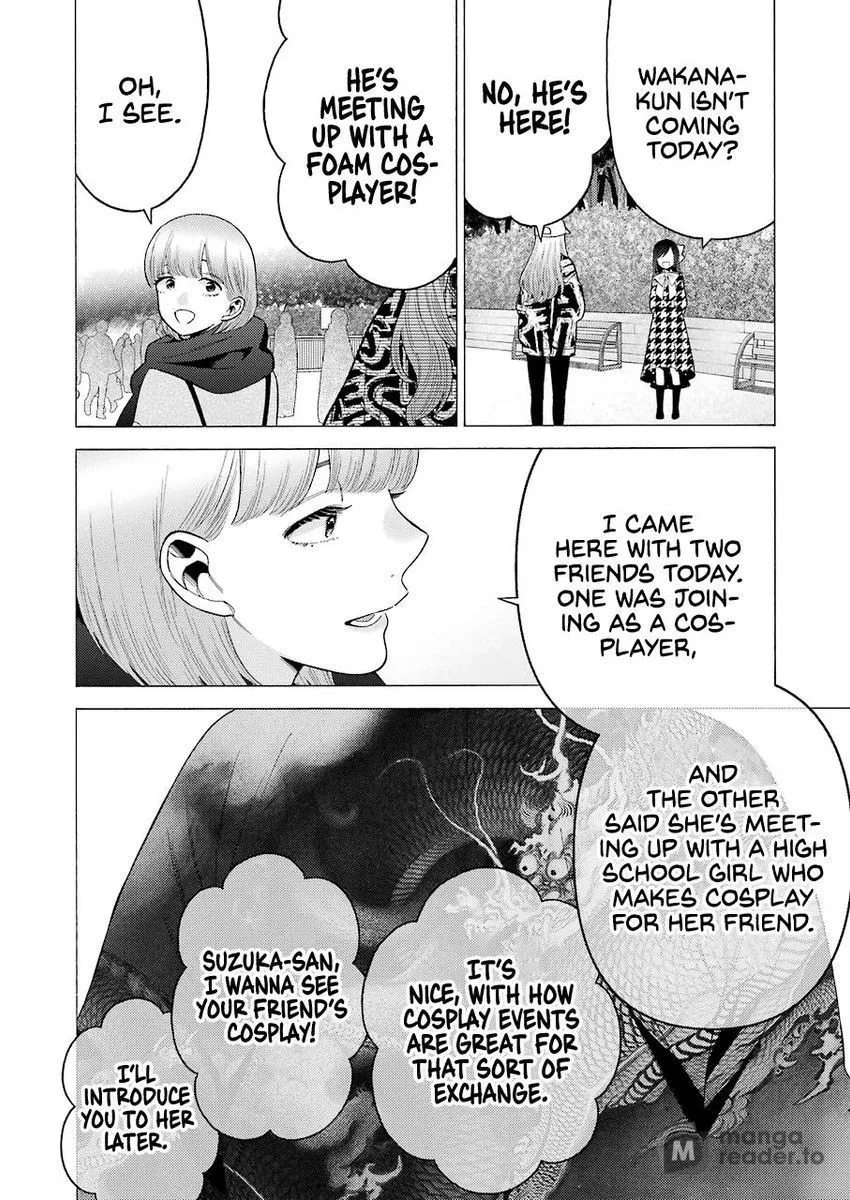 WAKANA-
KUN ISN'T
COMING
TODAY?
NO, HE'S
HERE!
HE'S
MEETING
UP WITH A
FOAM COS-
PLAYER!
OH,
I SEE.
I CAME
HERE WITH TWO
FRIENDS TODAY.
ONE WAS JOIN-
ING AS A COS-
PLAYER,
AND
THE OTHER
SAID SHE'S MEET-
ING UP WITH A HIGH
SCHOOL GIRL WHO
MAKES COSPLAY
FOR HER FRIEND.
IT'S
NICE, WITH HOW
COSPLAY EVENTS
ARE GREAT FOR
THAT SORT OF
EXCHANGE.
SUZUKA-SAN,
I WANNA SEE
YOUR FRIEND'S
COSPLAY!
I'LL
INTRODUCE
YOU TO HER
LATER.
M manga
reader.to